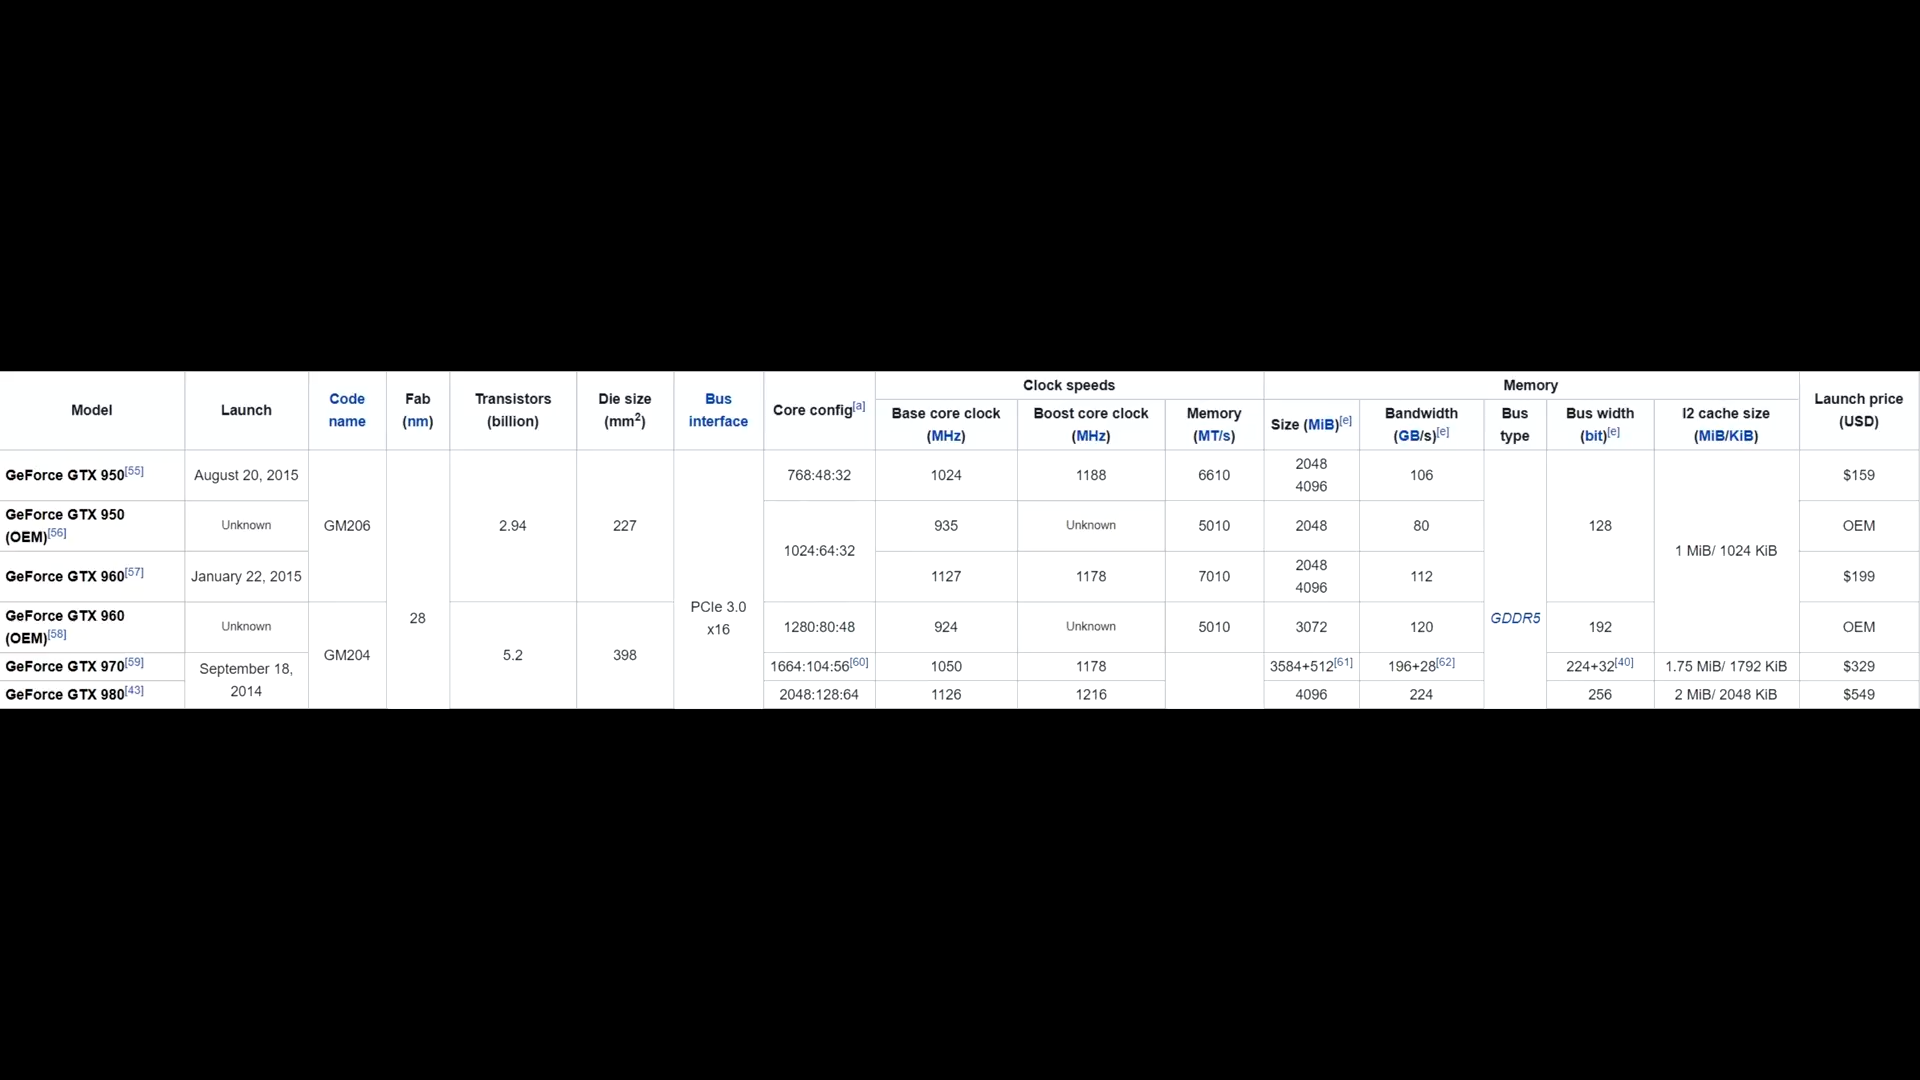 Model
Launch
Code name
Fab (nm)
Transistors (billion)
Die size (mm2)
Bus interface
Core config[a]
Clock speeds
Memory
Launch price (USD)
Base core clock (MHz)
Boost core clock (MHz)
Memory (MT/s)
Size (MiB)[e]
Bandwidth (GB/s)[e]
Bus type
Bus width (bit)[e]
l2 cache size (MiB/KiB)
GeForce GTX 950[55]
August 20, 2015
GM206
28
2.94
227
PCIe 3.0 x16
768:48:32
1024
1188
6610
2048
4096
106
GDDR5
128
1 MiB/ 1024 KiB
$159
GeForce GTX 950
(OEM)[56]
Unknown
1024:64:32
935
Unknown
5010
2048
80
OEM
GeForce GTX 960[57]
January 22, 2015
1127
1178
7010
2048
4096
112
$199
GeForce GTX 960
(OEM)[58]
Unknown
GM204
5.2
398
1280:80:48
924
Unknown
5010
3072
120
192
OEM
GeForce GTX 970[59]
September 18,
2014
1664:104:56[60]
1050
1178
3584+512[61]
196+28[62]
224+32[40]
1.75 MiB/ 1792 KiB
$329
GeForce GTX 980[43]
2048:128:64
1126
1216
4096
224
256
2 MiB/ 2048 KiB
$549